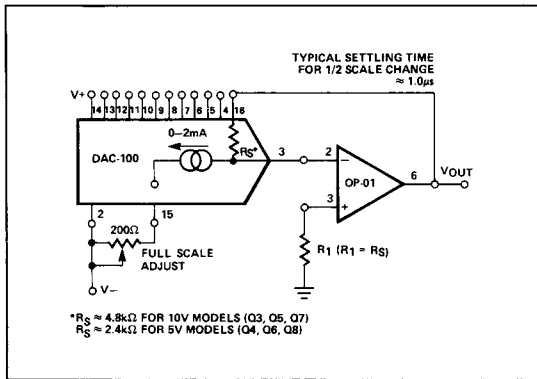 TYPICAL SETTLING TIME
FOR 1/2 SCALE CHANGE
≈ 1.0μs
V+
14 13 12 11 10 9 8 7 6 5 4 16
0–2mA
RS*
DAC-100
3
2
–
OP-01
6
VOUT
3
+
2
15
200Ω
FULL SCALE
ADJUST
R1 (R1 = RS)
V–
*RS ≈ 4.8kΩ FOR 10V MODELS (Q3, Q5, Q7)
RS ≈ 2.4kΩ FOR 5V MODELS (Q4, Q6, Q8)